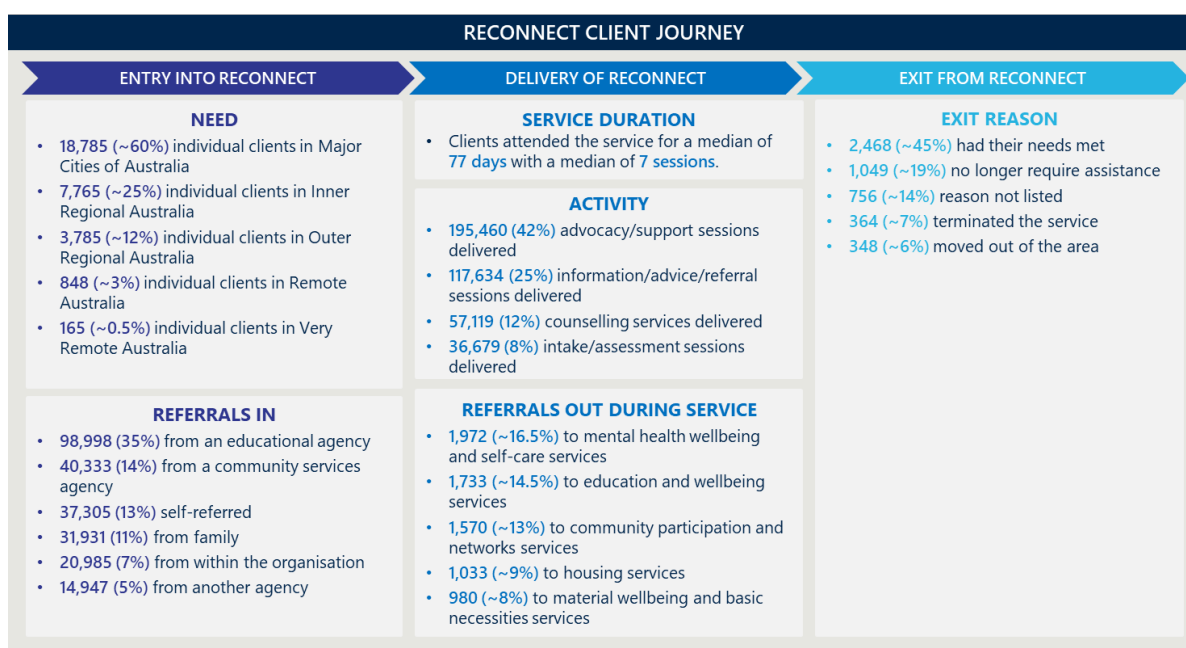 RECONNECT CLIENT JOURNEY
ENTRY INTO RECONNECT
NEED
• 18,785 (~60%) individual clients in Major
Cities of Australia
• 7,765 (~25%) individual clients in Inner
Regional Australia
• 3,785 (~12%) individual clients in Outer
Regional Australia
• 848 (~3%) individual clients in Remote
Australia
• 165 (~0.5%) individual clients in Very
Remote Australia
REFERRALS IN
• 98,998 (35%) from an educational agency
• 40,333 (14%) from a community services
agency
• 37,305 (13%) self-referred
• 31,931 (11%) from family
• 20,985 (7%) from within the organisation
• 14,947 (5%) from another agency
DELIVERY OF RECONNECT
SERVICE DURATION
• Clients attended the service for a median of
77 days with a median of 7 sessions.
ACTIVITY
• 195,460 (42%) advocacy/support sessions
delivered
• 117,634 (25%) information/advice/referral
sessions delivered
• 57,119 (12%) counselling services delivered
• 36,679 (8%) intake/assessment sessions
delivered
REFERRALS OUT DURING SERVICE
• 1,972 (~16.5%) to mental health wellbeing
and self-care services
• 1,733 (~14.5%) to education and wellbeing
services
• 1,570 (~13%) to community participation and
networks services
• 1,033 (~9%) to housing services
• 980 (~8%) to material wellbeing and basic
necessities services
EXIT FROM RECONNECT
EXIT REASON
• 2,468 (~45%) had their needs met
• 1,049 (~19%) no longer require assistance
• 756 (~14%) reason not listed
• 364 (~7%) terminated the service
• 348 (~6%) moved out of the area